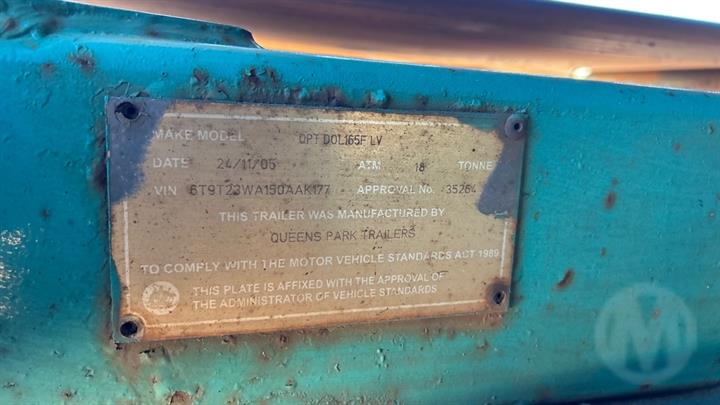 MAKE MODEL QPT DOL165F LV
DATE 24/11/05 ATM 18 TONNE
VIN 6T9T23WA150AAK177 APPROVAL No. 35264
THIS TRAILER WAS MANUFACTURED BY
QUEENS PARK TRAILERS
TO COMPLY WITH THE MOTOR VEHICLE STANDARDS ACT 1989
THIS PLATE IS AFFIXED WITH THE APPROVAL OF
THE ADMINISTRATOR OF VEHICLE STANDARDS
M